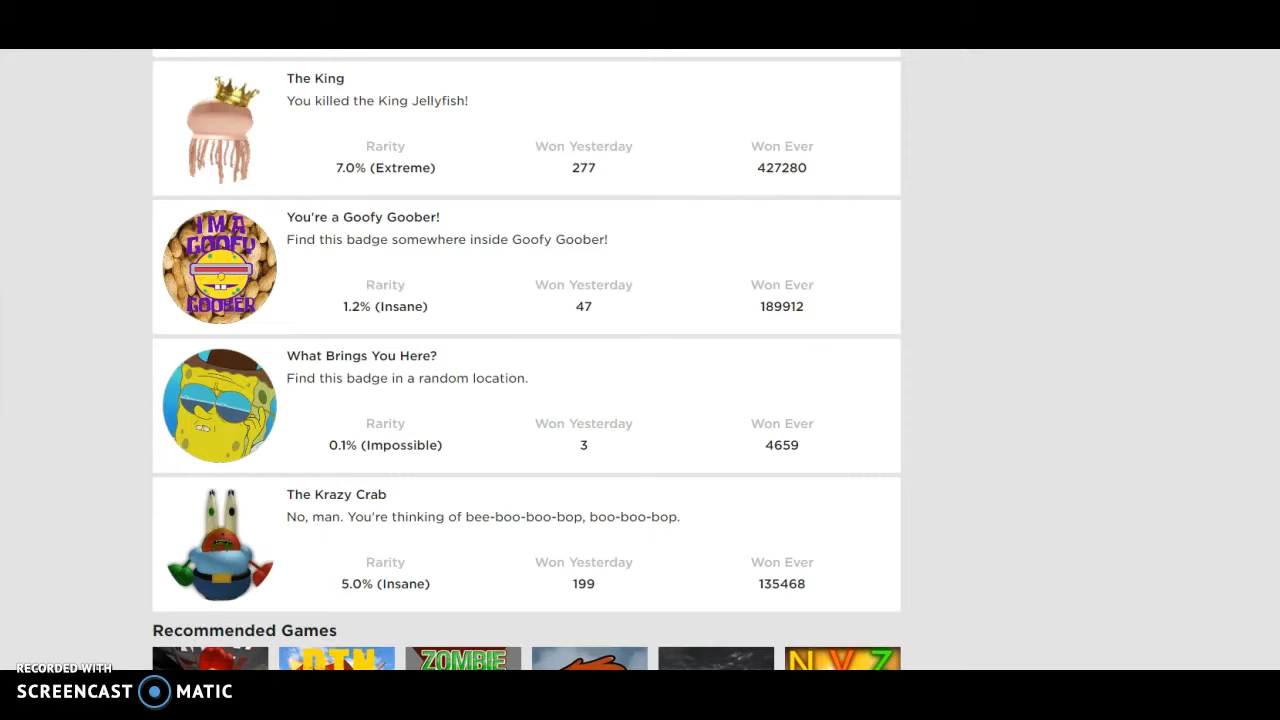 The King
You killed the King Jellyfish!
Rarity Won Yesterday Won Ever
7.0% (Extreme) 277 427280
I'M A
GOOFY
GOOBER
You're a Goofy Goober!
Find this badge somewhere inside Goofy Goober!
Rarity Won Yesterday Won Ever
1.2% (Insane) 47 189912
What Brings You Here?
Find this badge in a random location.
Rarity Won Yesterday Won Ever
0.1% (Impossible) 3 4659
The Krazy Crab
No, man. You're thinking of bee-boo-boo-bop, boo-boo-bop.
Rarity Won Yesterday Won Ever
5.0% (Insane) 199 135468
Recommended Games
ZOMBIE
N V Z
RECORDED WITH
SCREENCAST MATIC